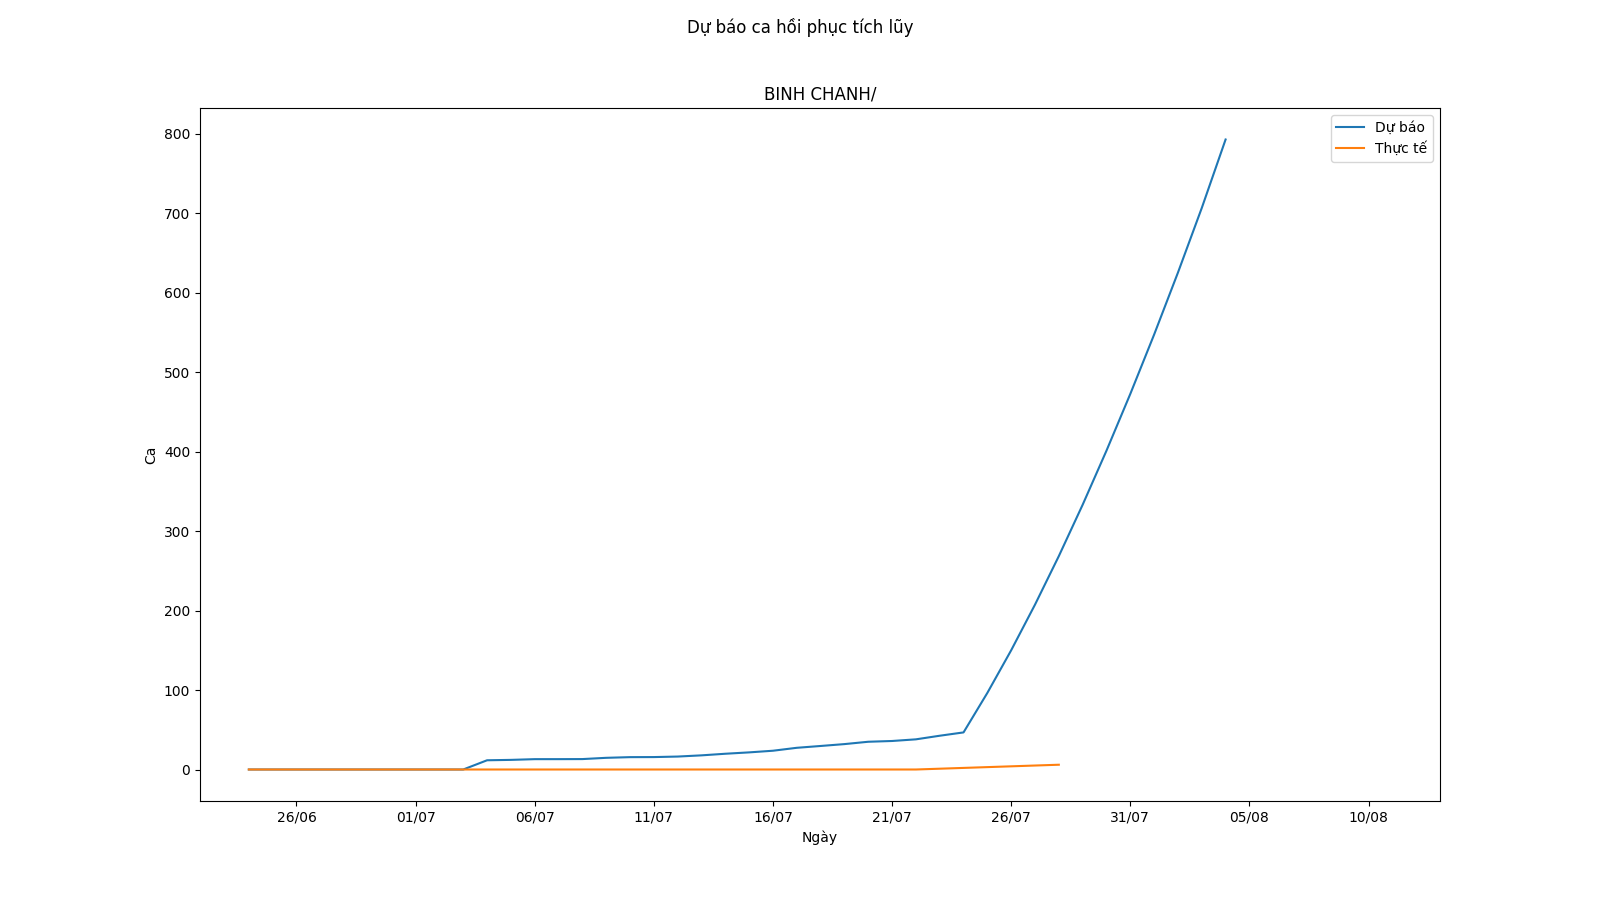 Dự báo ca hồi phục tích lũy
BINH CHANH/
Dự báo
Thực tế
800
700
600
500
400
300
200
100
0
Ca
26/06 01/07 06/07 11/07 16/07 21/07 26/07 31/07 05/08 10/08
Ngày